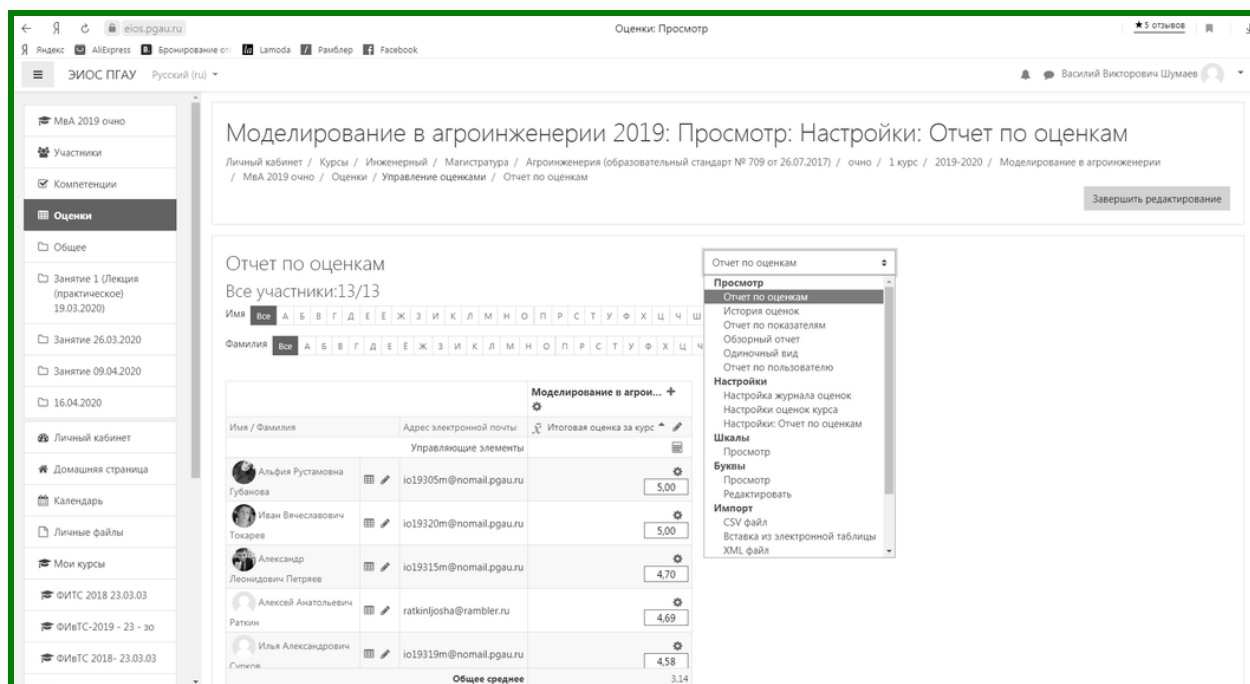 eios.pgau.ru
Оценки: Просмотр
★5 отзывов
Яндекс AliExpress Бронирование от Lamoda Рамблер Facebook
ЭИОС ПГАУ Русский (ru)
Василий Викторович Шумаев
МвА 2019 очно
Участники
Компетенции
Оценки
Общее
Занятие 1 (Лекция
(практическое)
19.03.2020)
Занятие 26.03.2020
Занятие 09.04.2020
16.04.2020
Личный кабинет
Домашняя страница
Календарь
Личные файлы
Мои курсы
ФИТС 2018 23.03.03
ФИвТС-2019 - 23 - зо
ФИвТС 2018- 23.03.03
Моделирование в агроинженерии 2019: Просмотр: Настройки: Отчет по оценкам
Личный кабинет / Курсы / Инженерный / Магистратура / Агроинженерия (образовательный стандарт № 709 от 26.07.2017) / очно / 1 курс / 2019-2020 / Моделирование в агроинженерии
/ МвА 2019 очно / Оценки / Управление оценками / Отчет по оценкам
Завершить редактирование
Отчет по оценкам
Все участники:13/13
Имя Все А Б В Г Д Е Ё Ж З И К Л М Н О П Р С Т У Ф Х Ц Ч Ш
Фамилия Все А Б В Г Д Е Ё Ж З И К Л М Н О П Р С Т У Ф Х Ц Ч
Моделирование в агрои...
Имя / Фамилия Адрес электронной почты Итоговая оценка за курс
Управляющие элементы
Альфия Рустамовна
Губанова
io19305m@nomail.pgau.ru
5,00
Иван Вячеславович
Токарев
io19320m@nomail.pgau.ru
5,00
Александр
Леонидович Петряев
io19315m@nomail.pgau.ru
4,70
Алексей Анатольевич
Раткин
ratkinljosha@rambler.ru
4,69
Илья Александрович
Сурков
io19319m@nomail.pgau.ru
4,58
Общее среднее 3,14
Отчет по оценкам
Просмотр
Отчет по оценкам
История оценок
Отчет по показателям
Обзорный отчет
Одиночный вид
Отчет по пользователю
Настройки
Настройка журнала оценок
Настройки оценок курса
Настройки: Отчет по оценкам
Шкалы
Просмотр
Буквы
Просмотр
Редактировать
Импорт
CSV файл
Вставка из электронной таблицы
XML файл